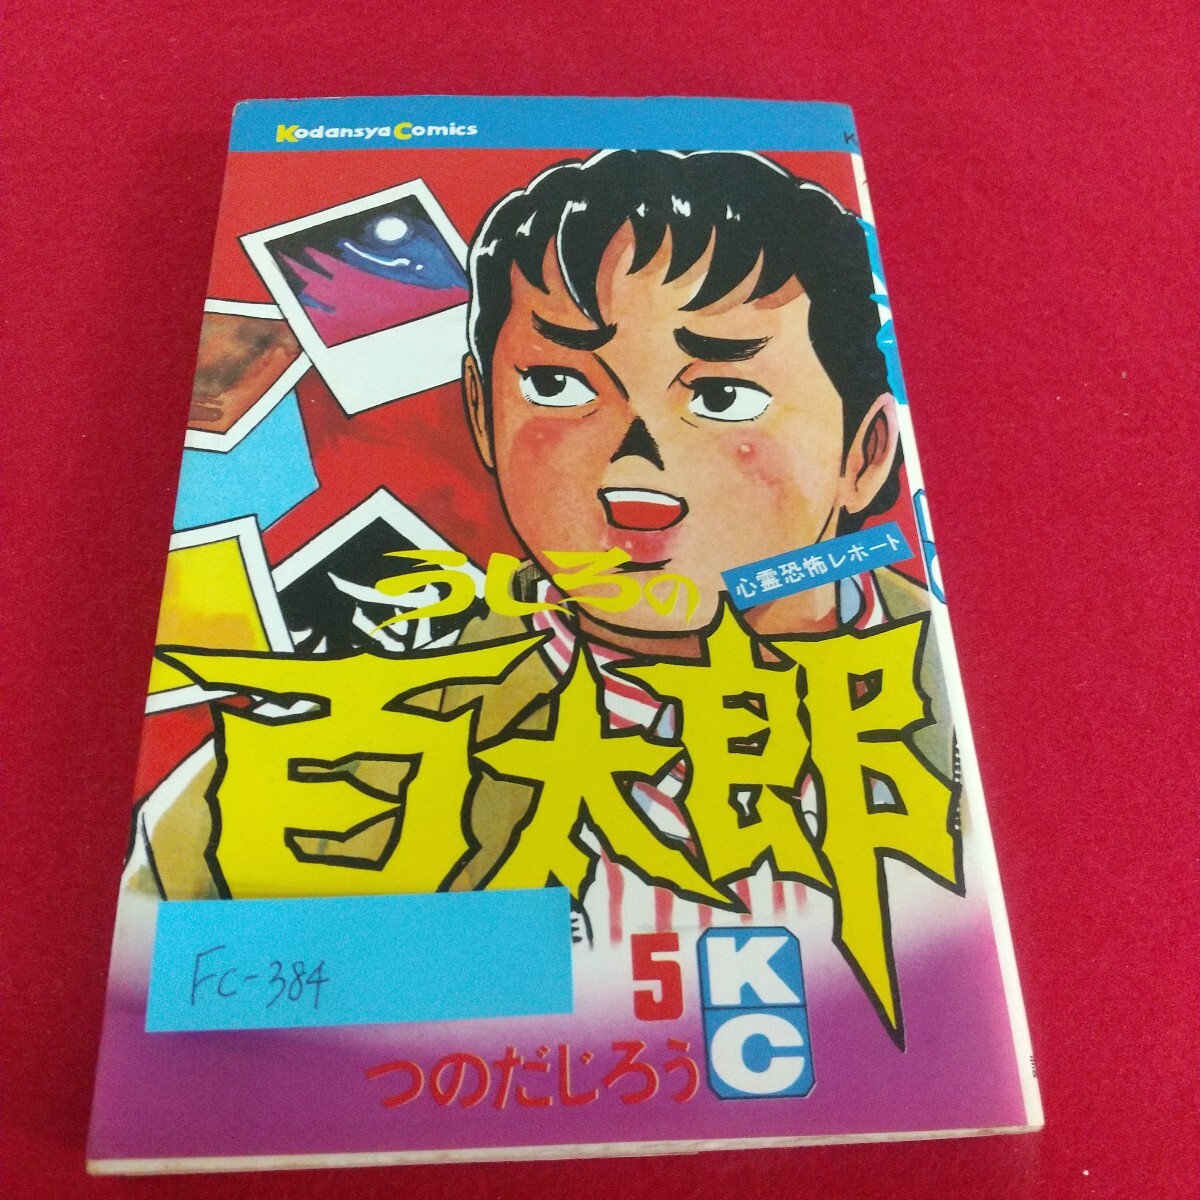 Kodansya Comics
うしろの
心霊恐怖レポート
百太郎
FC-384
5
KC
つのだじろう